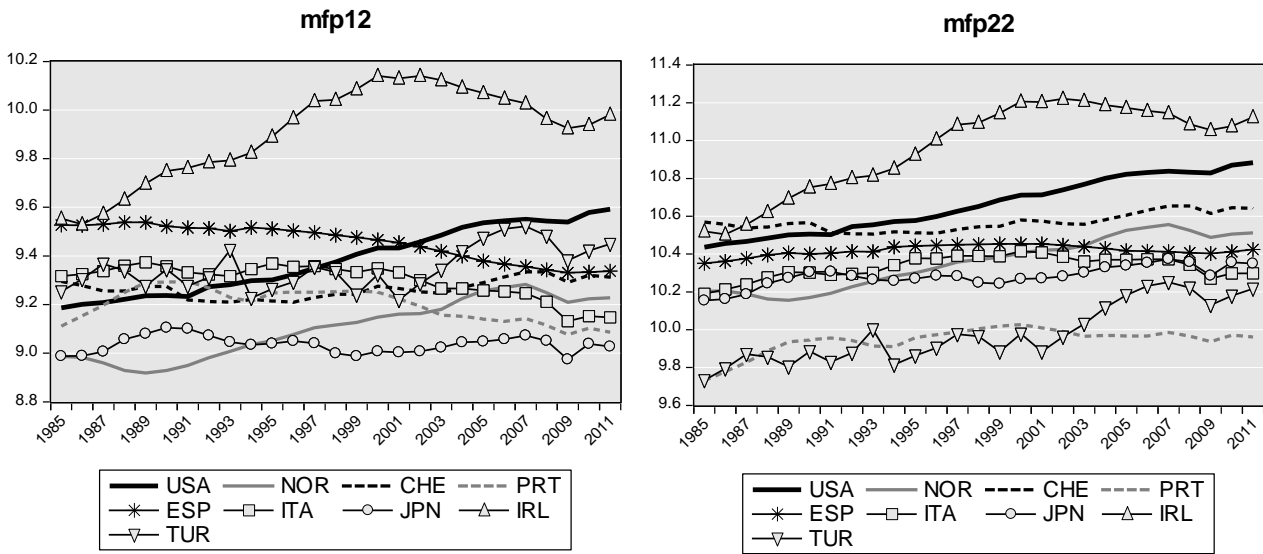 mfp12
10.2
10.0
9.8
9.6
9.4
9.2
9.0
8.8
1985 1987 1989 1991 1993 1995 1997 1999 2001 2003 2005 2007 2009 2011
USA NOR CHE PRT
ESP ITA JPN IRL
TUR
mfp22
11.4
11.2
11.0
10.8
10.6
10.4
10.2
10.0
9.8
9.6
1985 1987 1989 1991 1993 1995 1997 1999 2001 2003 2005 2007 2009 2011
USA NOR CHE PRT
ESP ITA JPN IRL
TUR